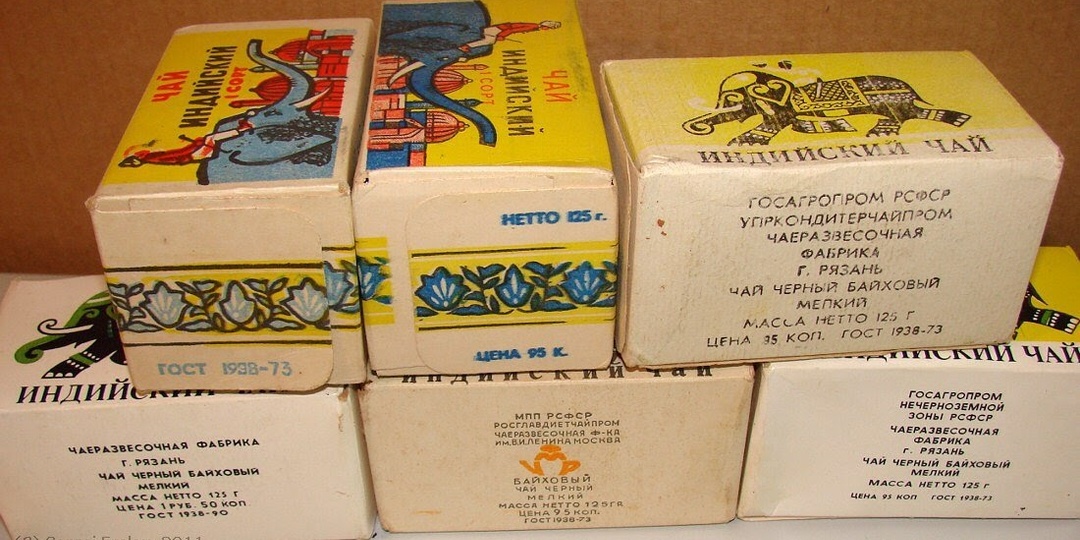 ЧАЙ
ИНДИЙСКИЙ
I СОРТ
ГОСТ 1938-73
ЧАЙ
ИНДИЙСКИЙ
I СОРТ
НЕТТО 125 г.
ЦЕНА 95 К.
ИНДИЙСКИЙ ЧАЙ
ГОСАГРОПРОМ РСФСР
УПРКОНДИТЕРЧАЙПРОМ
ЧАЕРАЗВЕСОЧНАЯ
ФАБРИКА
Г. РЯЗАНЬ
ЧАЙ ЧЕРНЫЙ БАЙХОВЫЙ
МЕЛКИЙ
МАССА НЕТТО 125 Г
ЦЕНА 95 КОП. ГОСТ 1938-73
ИНДИЙСКИЙ
ЧАЕРАЗВЕСОЧНАЯ ФАБРИКА
г. РЯЗАНЬ
ЧАЙ ЧЕРНЫЙ БАЙХОВЫЙ
МЕЛКИЙ
МАССА НЕТТО 125 Г
ЦЕНА 1 РУБ. 50 КОП
ГОСТ 1938-90
ИНДИЙСКИЙ ЧАЙ
МПП РСФСР
РОСГЛАВДИЕТЧАЙПРОМ
ЧАЕРАЗВЕСОЧНАЯ Ф-КА
им. В.И.ЛЕНИНА МОСКВА
БАЙХОВЫЙ
ЧАЙ ЧЕРНЫЙ
МЕЛКИЙ
МАССА НЕТТО 125 ГР
ЦЕНА 95 КОП.
ГОСТ 1938-73
ИНДИЙСКИЙ ЧАЙ
ГОСАГРОПРОМ
НЕЧЕРНОЗЕМНОЙ
ЗОНЫ РСФСР
ЧАЕРАЗВЕСОЧНАЯ
ФАБРИКА
г. РЯЗАНЬ
ЧАЙ ЧЕРНЫЙ БАЙХОВЫЙ
МЕЛКИЙ
МАССА НЕТТО 125 г
ЦЕНА 95 КОП ГОСТ 1938-73